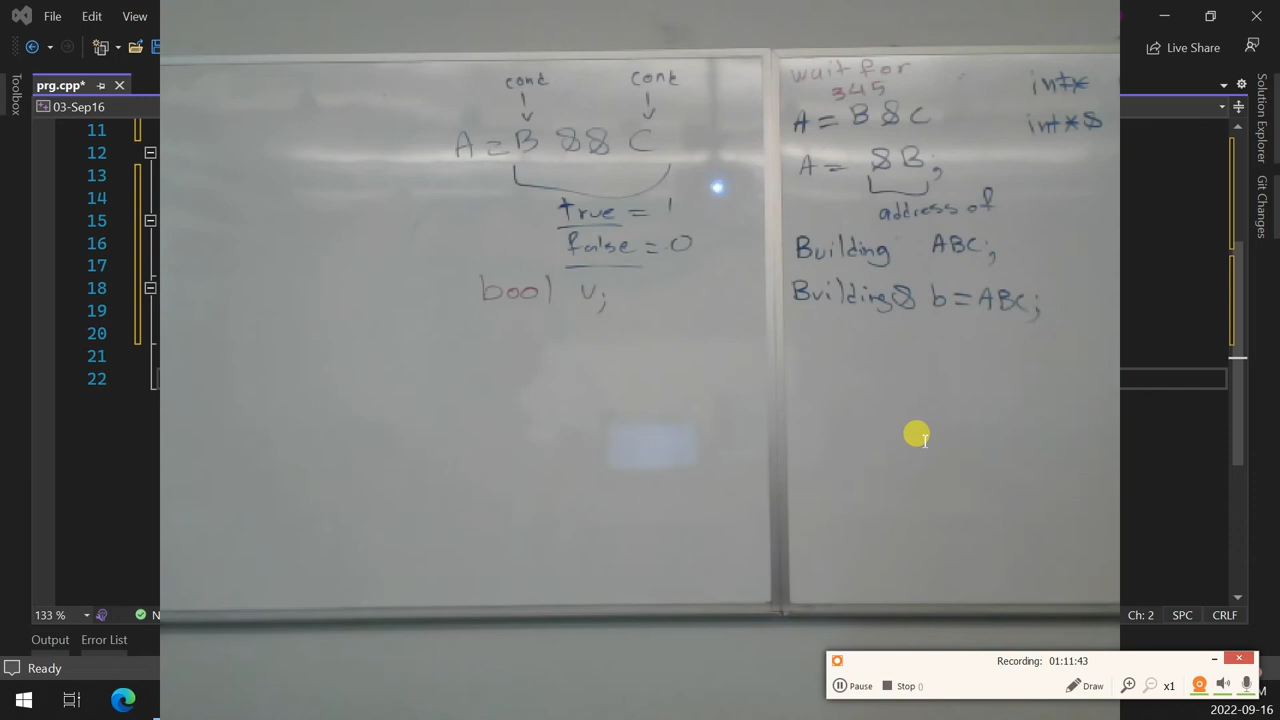 File Edit View
Live Share
prg.cpp*
03-Sep16
Toolbox
11
12
13
14
15
16
17
18
19
20
21
22
cond cont
A = B && C
true = 1
false = 0
bool v;
wait for
345
A = B & C
A = &B;
address of
Building ABC;
Building& b = ABC;
int*
int*&
Solution Explorer
Git Changes
133 %
N
Ch: 2 SPC CRLF
Output Error List
Ready
Recording: 01:11:43
Pause Stop () Draw x1
2022-09-16